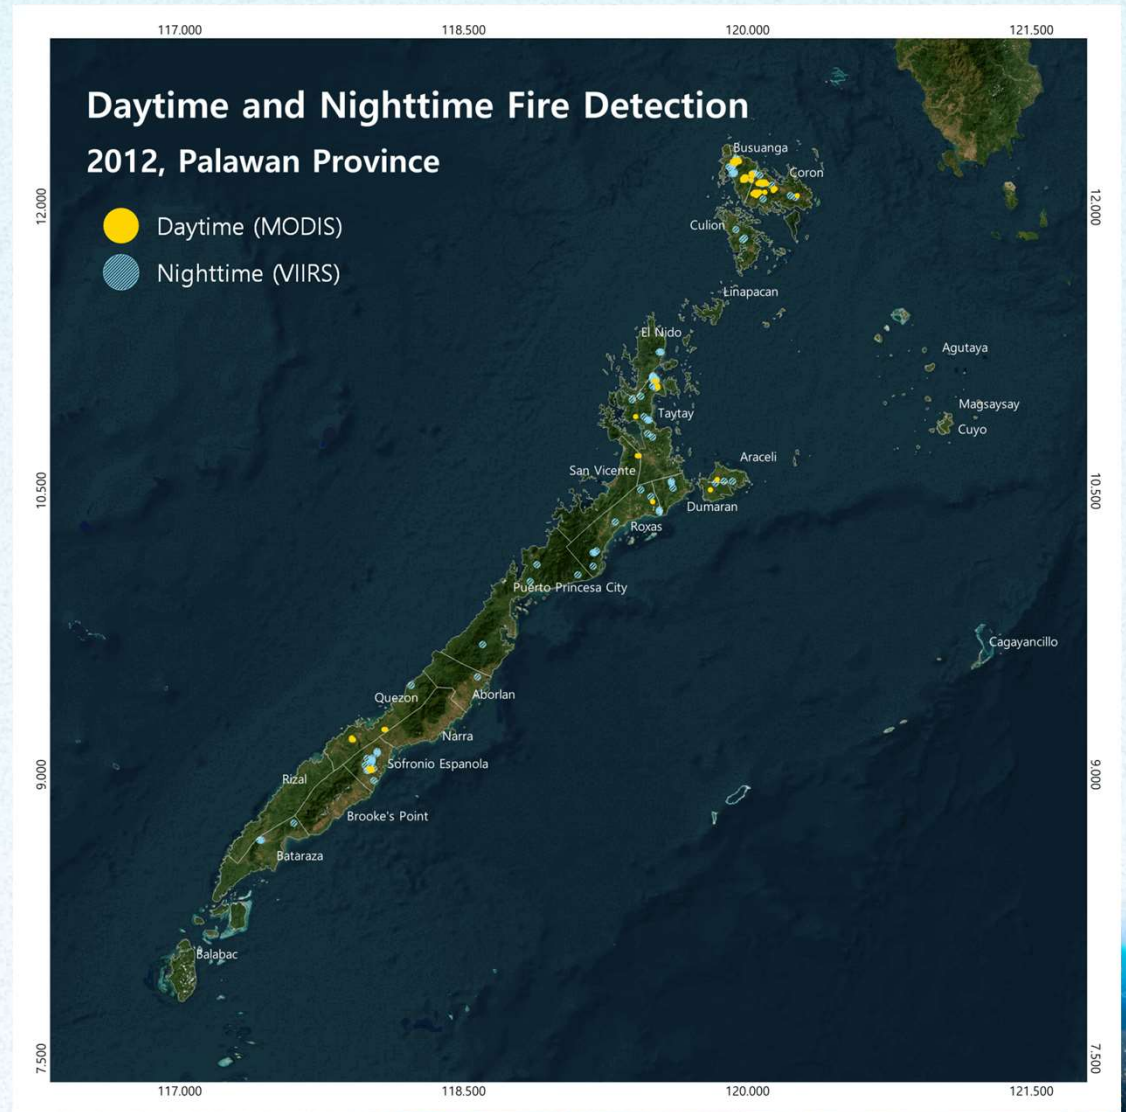 117.000 118.500 120.000 121.500
Daytime and Nighttime Fire Detection
2012, Palawan Province
Daytime (MODIS)
Nighttime (VIIRS)
Busuanga
Coron
12.000 12.000
Culion
Linapacan
El Nido
Agutaya
Magsaysay
Taytay
Cuyo
Araceli
San Vicente
10.500 10.500
Dumaran
Roxas
Puerto Princesa City
Cagayancillo
Quezon
Aborlan
Narra
Sofronio Espanola
9.000 9.000
Rizal
Brooke's Point
Bataraza
Balabac
7.500 7.500
117.000 118.500 120.000 121.500